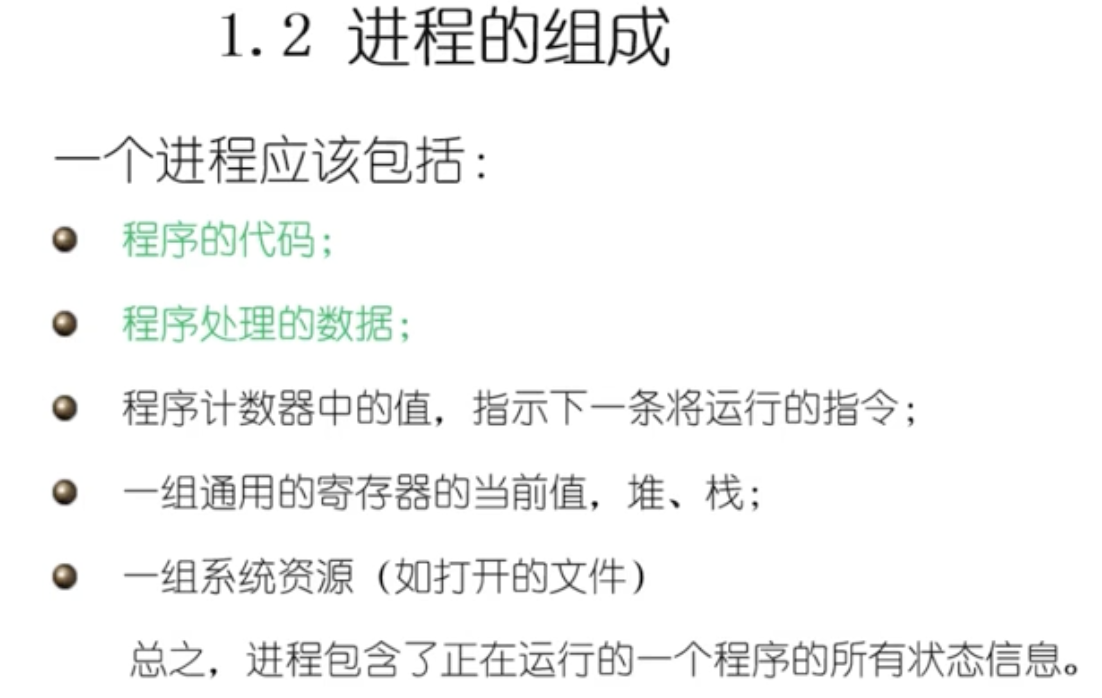 1.2 进程的组成
一个进程应该包括:
程序的代码;
程序处理的数据;
程序计数器中的值，指示下一条将运行的指令;
一组通用的寄存器的当前值，堆、栈;
一组系统资源（如打开的文件）
总之，进程包含了正在运行的一个程序的所有状态信息。